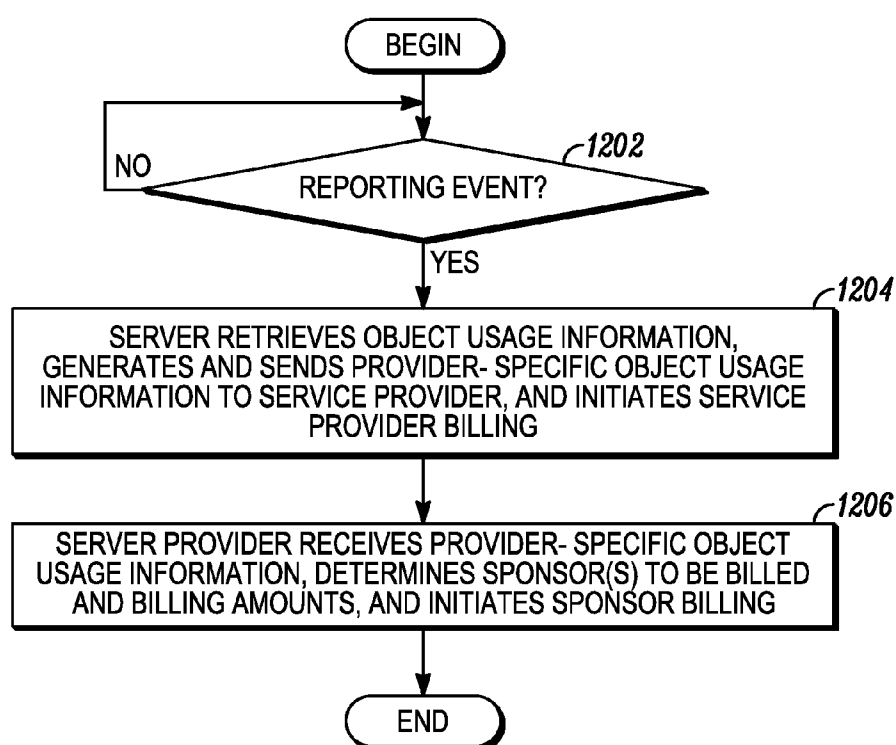 BEGIN
1202
NO
REPORTING EVENT?
YES
1204
SERVER RETRIEVES OBJECT USAGE INFORMATION,
GENERATES AND SENDS PROVIDER- SPECIFIC OBJECT USAGE
INFORMATION TO SERVICE PROVIDER, AND INITIATES SERVICE
PROVIDER BILLING
1206
SERVER PROVIDER RECEIVES PROVIDER- SPECIFIC OBJECT
USAGE INFORMATION, DETERMINES SPONSOR(S) TO BE BILLED
AND BILLING AMOUNTS, AND INITIATES SPONSOR BILLING
END